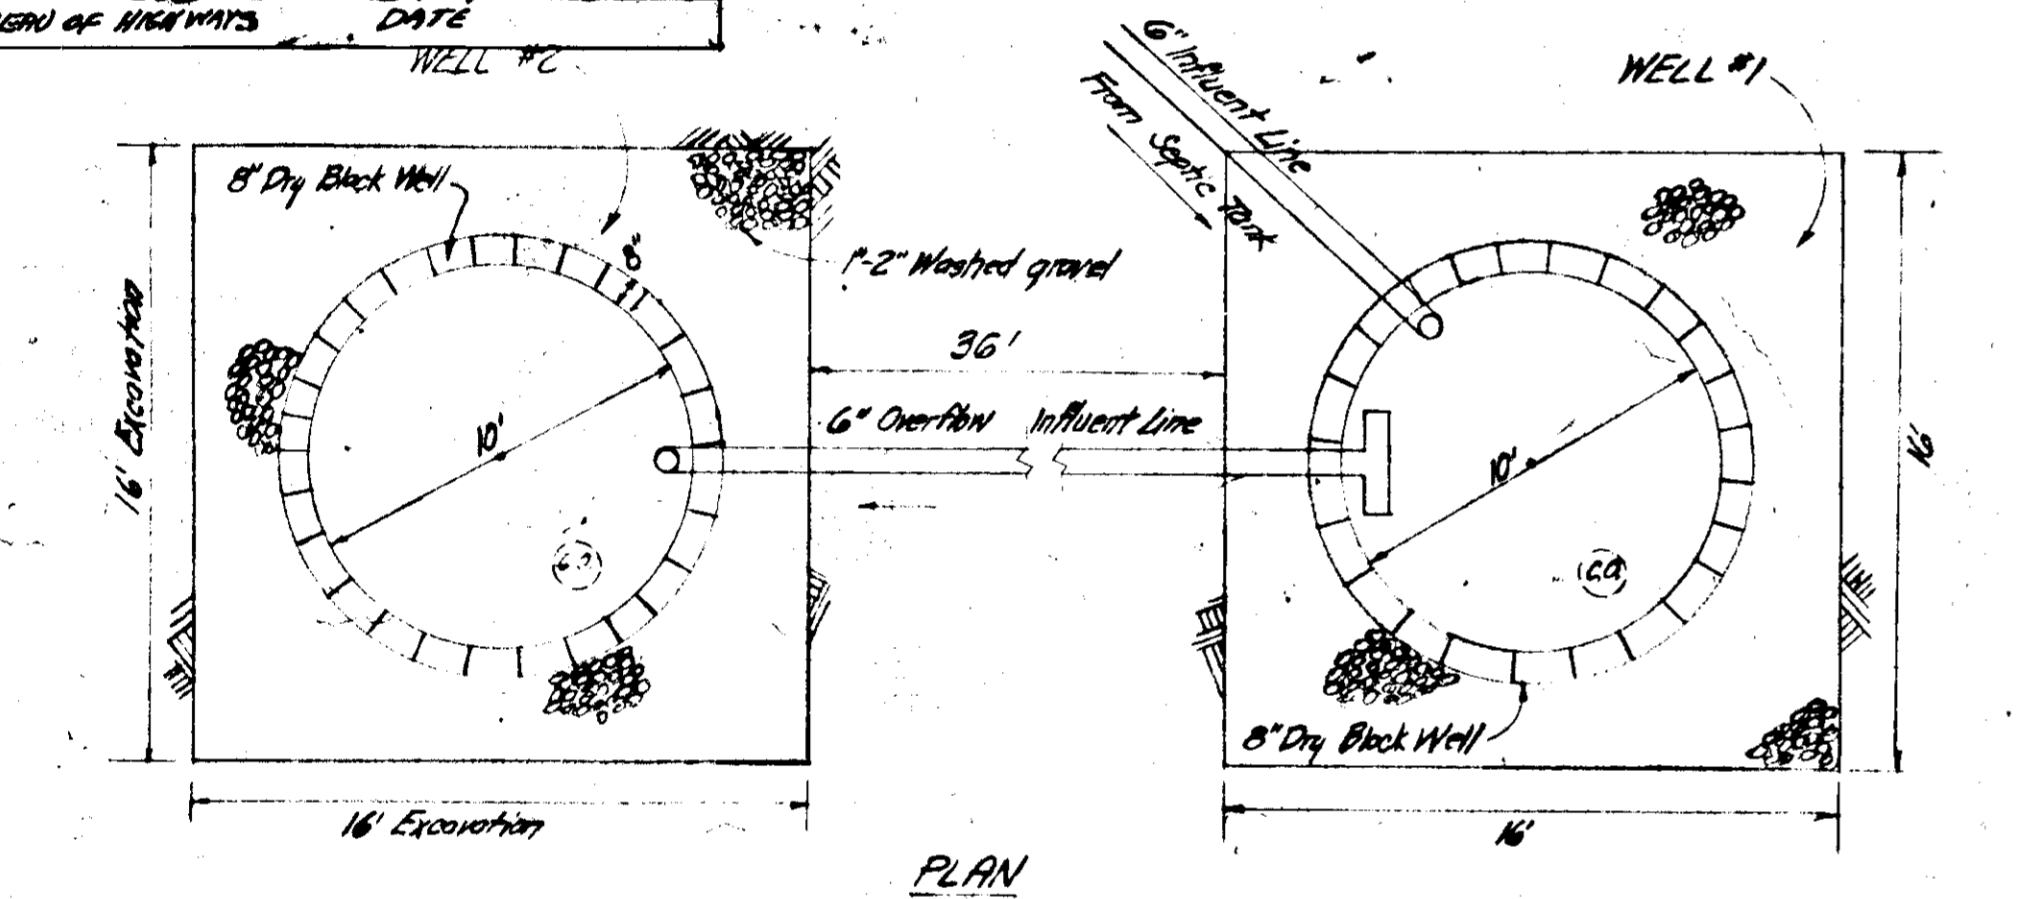 EAU OF HIGHWAYS DATE
WELL #2
6" Influent Line
From Septic Tank
WELL #1
8" Dry Block Well
8"
1"-2" Washed gravel
16' Excavation
36'
10'
6" Overflow Influent Line
10'
16'
8" Dry Block Well
16' Excavation
16'
PLAN